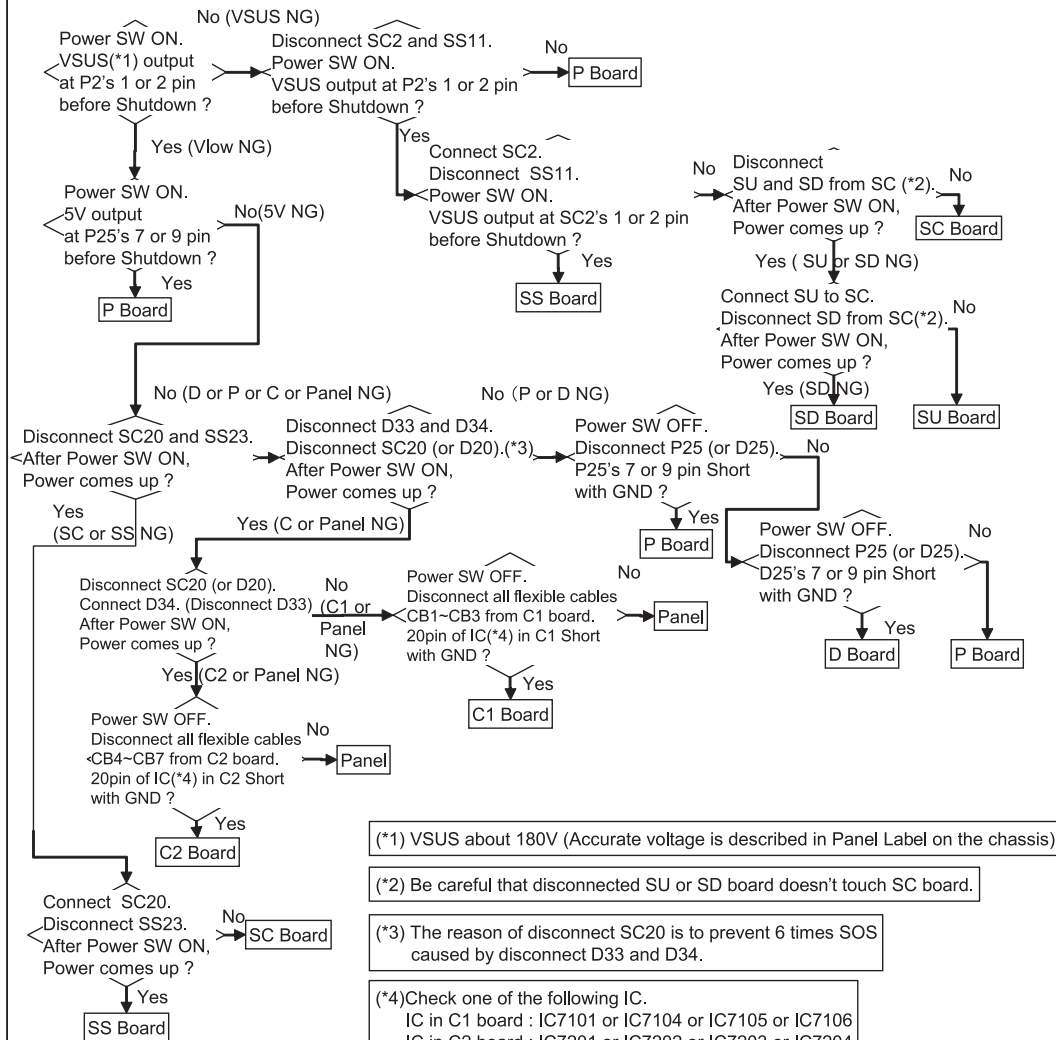 No (VSUS NG)
Power SW ON.
VSUS(*1) output
at P2's 1 or 2 pin
before Shutdown ?
Disconnect SC2 and SS11.
Power SW ON.
VSUS output at P2's 1 or 2 pin
before Shutdown ?
No
P Board
Yes (Vlow NG)
Yes
Connect SC2.
Disconnect SS11.
Power SW ON.
VSUS output at SC2's 1 or 2 pin
before Shutdown ?
No
Disconnect
SU and SD from SC (*2).
After Power SW ON,
Power comes up ?
No
SC Board
Power SW ON.
5V output
at P25's 7 or 9 pin
before Shutdown ?
No(5V NG)
Yes
P Board
Yes
SS Board
Yes ( SU or SD NG)
Connect SU to SC.
Disconnect SD from SC(*2).
After Power SW ON,
Power comes up ?
No
Yes (SD NG)
SD Board
SU Board
No (D or P or C or Panel NG)
No (P or D NG)
Disconnect SC20 and SS23.
After Power SW ON,
Power comes up ?
Disconnect D33 and D34.
Disconnect SC20 (or D20).(*3)
After Power SW ON,
Power comes up ?
Power SW OFF.
Disconnect P25 (or D25).
P25's 7 or 9 pin Short
with GND ?
No
Yes
(SC or SS NG)
Yes (C or Panel NG)
Yes
P Board
Power SW OFF.
Disconnect P25 (or D25).
D25's 7 or 9 pin Short
with GND ?
No
Yes
D Board
P Board
Disconnect SC20 (or D20).
Connect D34. (Disconnect D33)
After Power SW ON,
Power comes up ?
No
(C1 or
Panel
NG)
Power SW OFF.
Disconnect all flexible cables
CB1~CB3 from C1 board.
20pin of IC(*4) in C1 Short
with GND ?
No
Panel
Yes
C1 Board
Yes (C2 or Panel NG)
Power SW OFF.
Disconnect all flexible cables
CB4~CB7 from C2 board.
20pin of IC(*4) in C2 Short
with GND ?
No
Panel
Yes
C2 Board
Connect SC20.
Disconnect SS23.
After Power SW ON,
Power comes up ?
No
SC Board
Yes
SS Board
(*1) VSUS about 180V (Accurate voltage is described in Panel Label on the chassis)
(*2) Be careful that disconnected SU or SD board doesn't touch SC board.
(*3) The reason of disconnect SC20 is to prevent 6 times SOS
caused by disconnect D33 and D34.
(*4)Check one of the following IC.
IC in C1 board : IC7101 or IC7104 or IC7105 or IC7106
IC in C2 board : IC7201 or IC7202 or IC7203 or IC7204